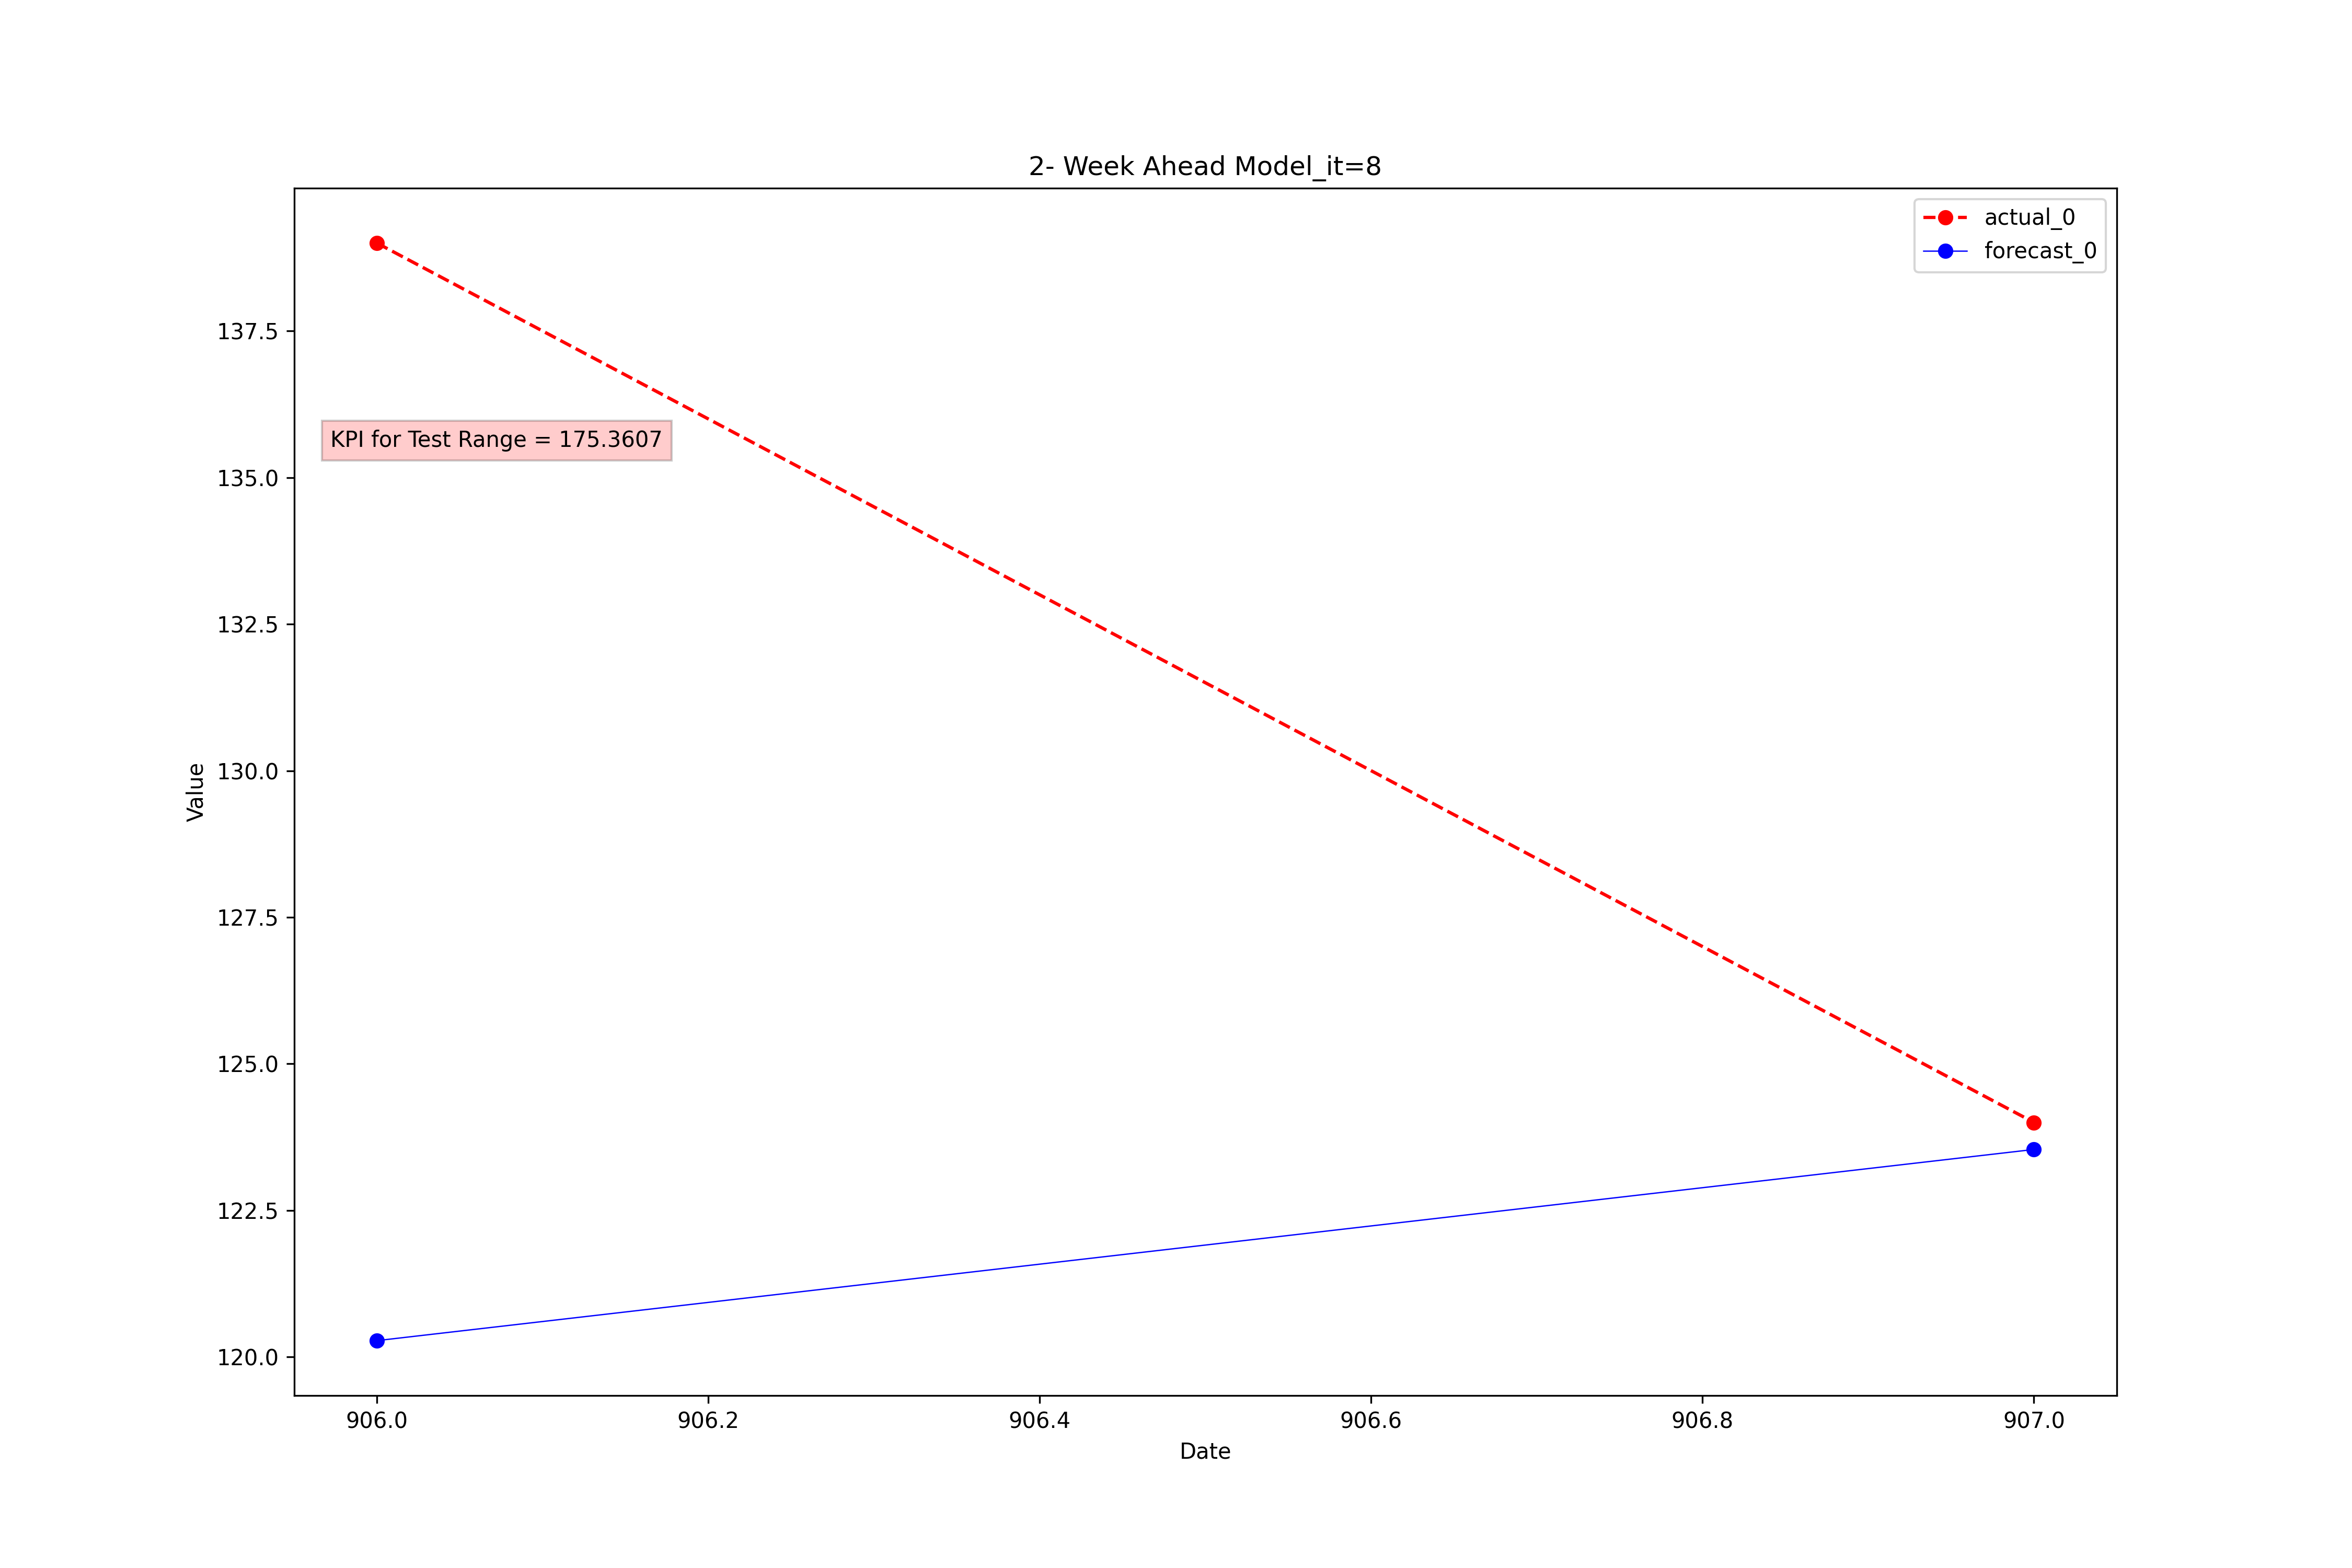 2- Week Ahead Model_it=8
actual_0
forecast_0
KPI for Test Range = 175.3607
Value
137.5
135.0
132.5
130.0
127.5
125.0
122.5
120.0
906.0 906.2 906.4 906.6 906.8 907.0
Date